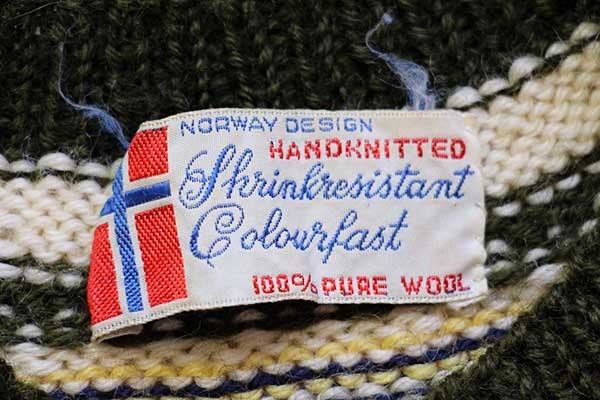 NORWAY DESIGN
HANDKNITTED
Shrinkresistant
Colourfast
100% PURE WOOL